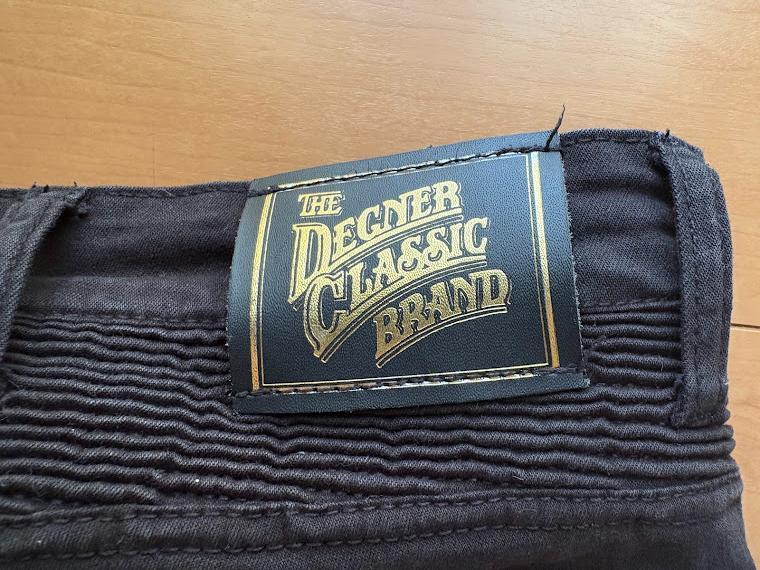 THE
DEGNER
CLASSIC
BRAND